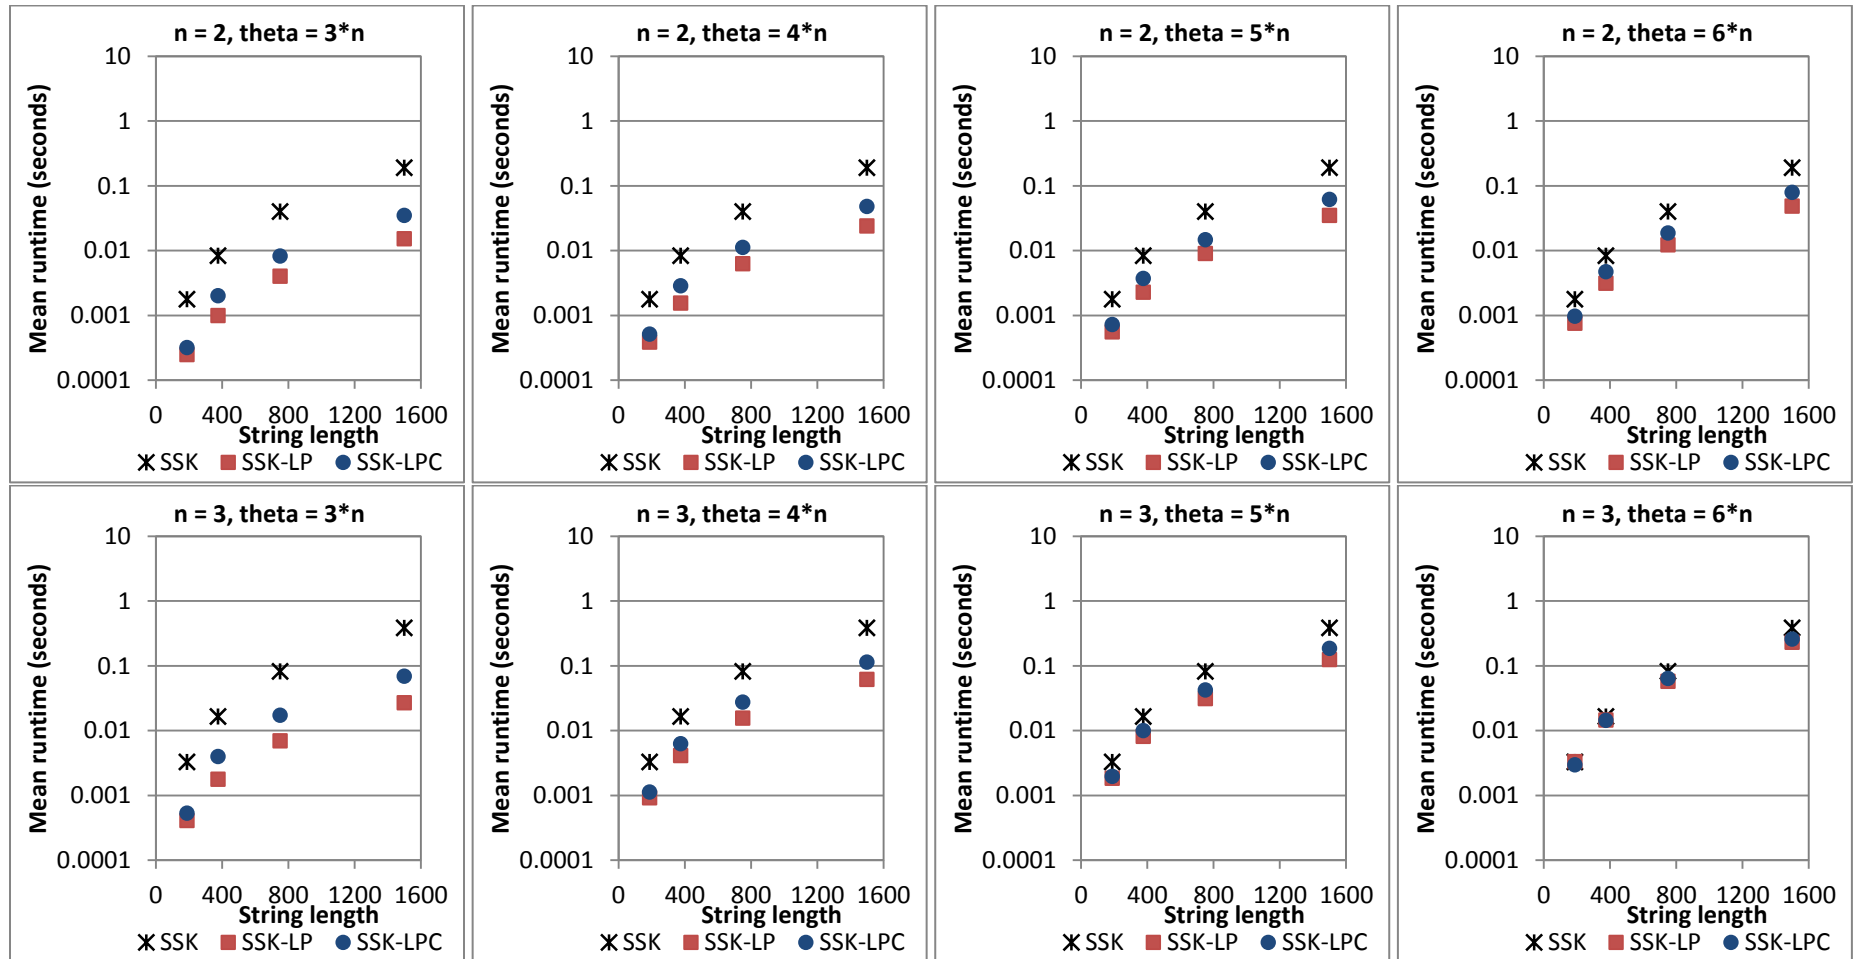 n = 2, theta = 3*n
Mean runtime (seconds)
10
1
0.1
0.01
0.001
0.0001
0 400 800 1200 1600
String length
SSK SSK-LP SSK-LPC
n = 2, theta = 4*n
Mean runtime (seconds)
10
1
0.1
0.01
0.001
0.0001
0 400 800 1200 1600
String length
SSK SSK-LP SSK-LPC
n = 2, theta = 5*n
Mean runtime (seconds)
10
1
0.1
0.01
0.001
0.0001
0 400 800 1200 1600
String length
SSK SSK-LP SSK-LPC
n = 2, theta = 6*n
Mean runtime (seconds)
10
1
0.1
0.01
0.001
0.0001
0 400 800 1200 1600
String length
SSK SSK-LP SSK-LPC
n = 3, theta = 3*n
Mean runtime (seconds)
10
1
0.1
0.01
0.001
0.0001
0 400 800 1200 1600
String length
SSK SSK-LP SSK-LPC
n = 3, theta = 4*n
Mean runtime (seconds)
10
1
0.1
0.01
0.001
0.0001
0 400 800 1200 1600
String length
SSK SSK-LP SSK-LPC
n = 3, theta = 5*n
Mean runtime (seconds)
10
1
0.1
0.01
0.001
0.0001
0 400 800 1200 1600
String length
SSK SSK-LP SSK-LPC
n = 3, theta = 6*n
Mean runtime (seconds)
10
1
0.1
0.01
0.001
0.0001
0 400 800 1200 1600
String length
SSK SSK-LP SSK-LPC